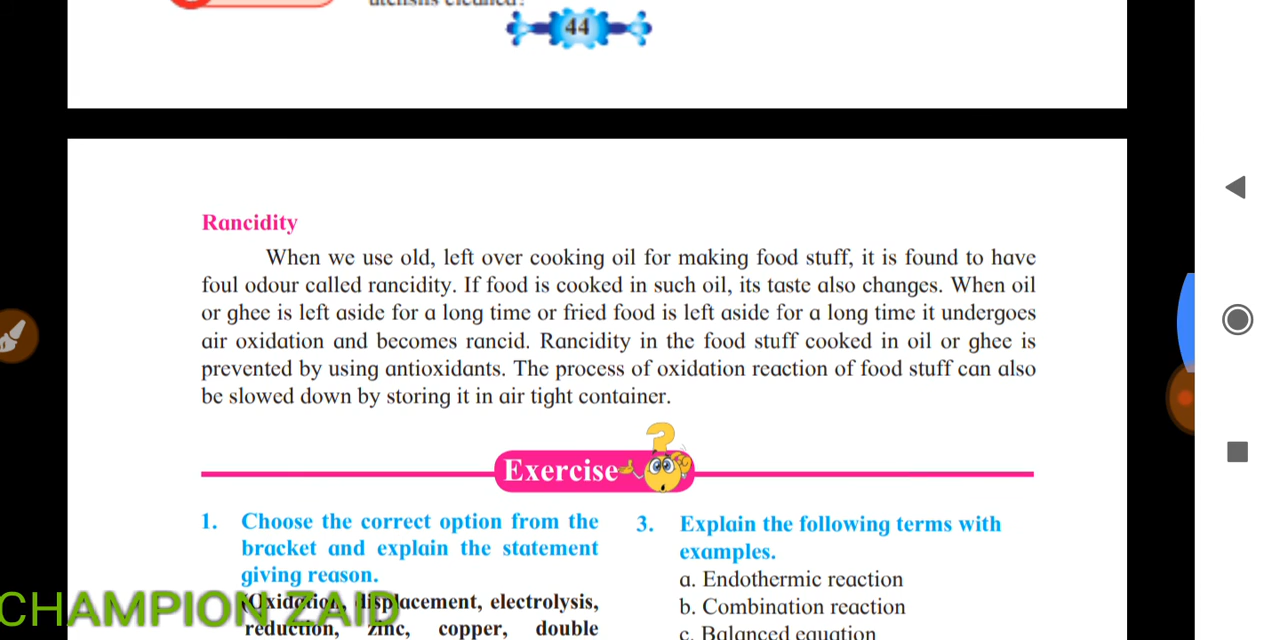 44
Rancidity
When we use old, left over cooking oil for making food stuff, it is found to have
foul odour called rancidity. If food is cooked in such oil, its taste also changes. When oil
or ghee is left aside for a long time or fried food is left aside for a long time it undergoes
air oxidation and becomes rancid. Rancidity in the food stuff cooked in oil or ghee is
prevented by using antioxidants. The process of oxidation reaction of food stuff can also
be slowed down by storing it in air tight container.
Exercise
1. Choose the correct option from the
bracket and explain the statement
giving reason.
(Oxidation, displacement, electrolysis,
reduction, zinc, copper, double
3. Explain the following terms with
examples.
a. Endothermic reaction
b. Combination reaction
c. Balanced equation
CHAMPION ZAID